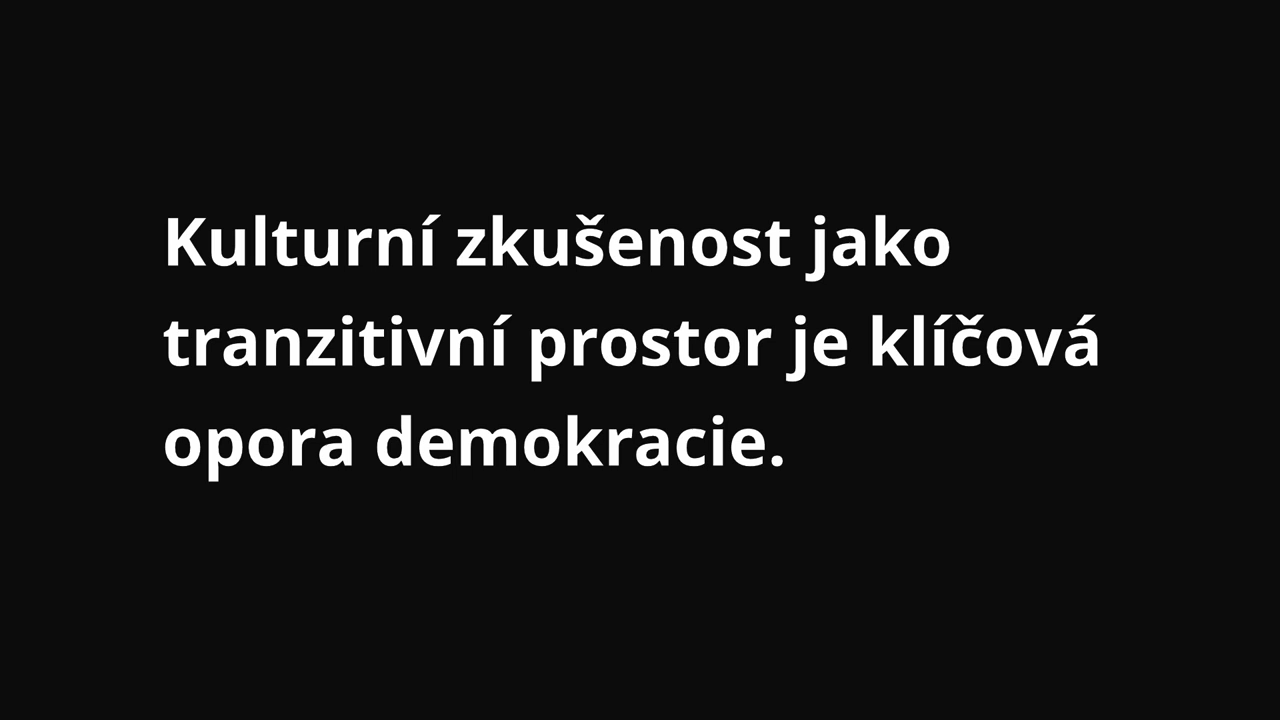 Kulturní zkušenost jako
tranzitivní prostor je klíčová
opora demokracie.